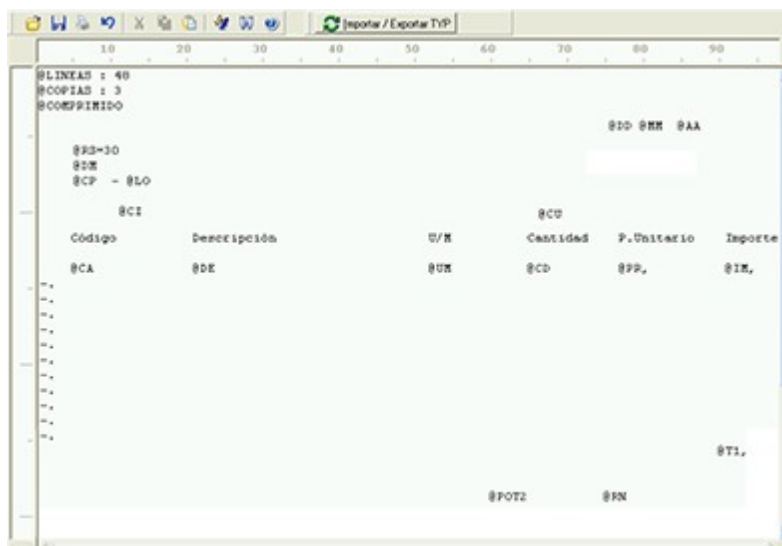 Importar / Exportar TYP
10 20 30 40 50 60 70 80 90
@LINEAS : 48
@COPIAS : 3
@COMPRIMIDO
@DD @MM @AA
@RS=30
@DM
@CP - @LO
@CI @CU
Código Descripción U/M Cantidad P.Unitario Importe
@CA @DE @UM @CD @PR, @IM,
-.
-.
-.
-.
-.
-.
-.
-.
-.
-.
-.
@T1,
@POT2 @RN